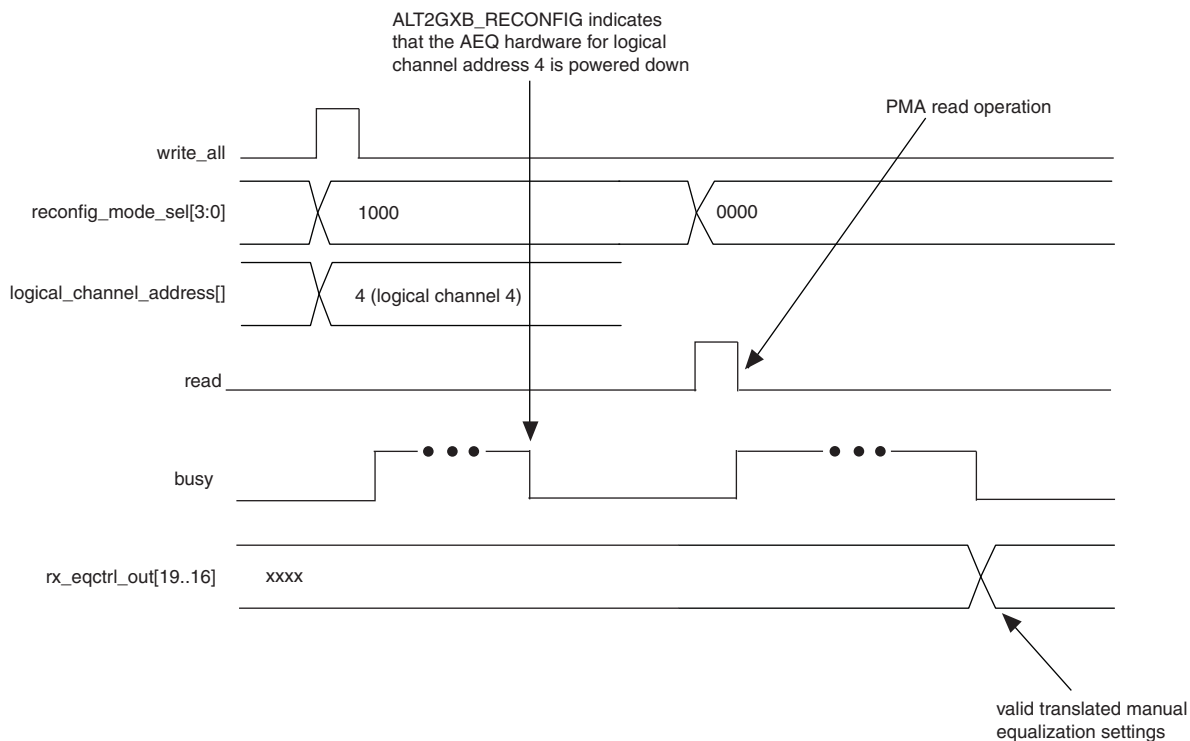 ALT2GXB_RECONFIG indicates
that the AEQ hardware for logical
channel address 4 is powered down
PMA read operation
write_all
reconfig_mode_sel[3:0]
1000
0000
logical_channel_address[]
4 (logical channel 4)
read
busy
rx_eqctrl_out[19..16]
xxxx
valid translated manual
equalization settings